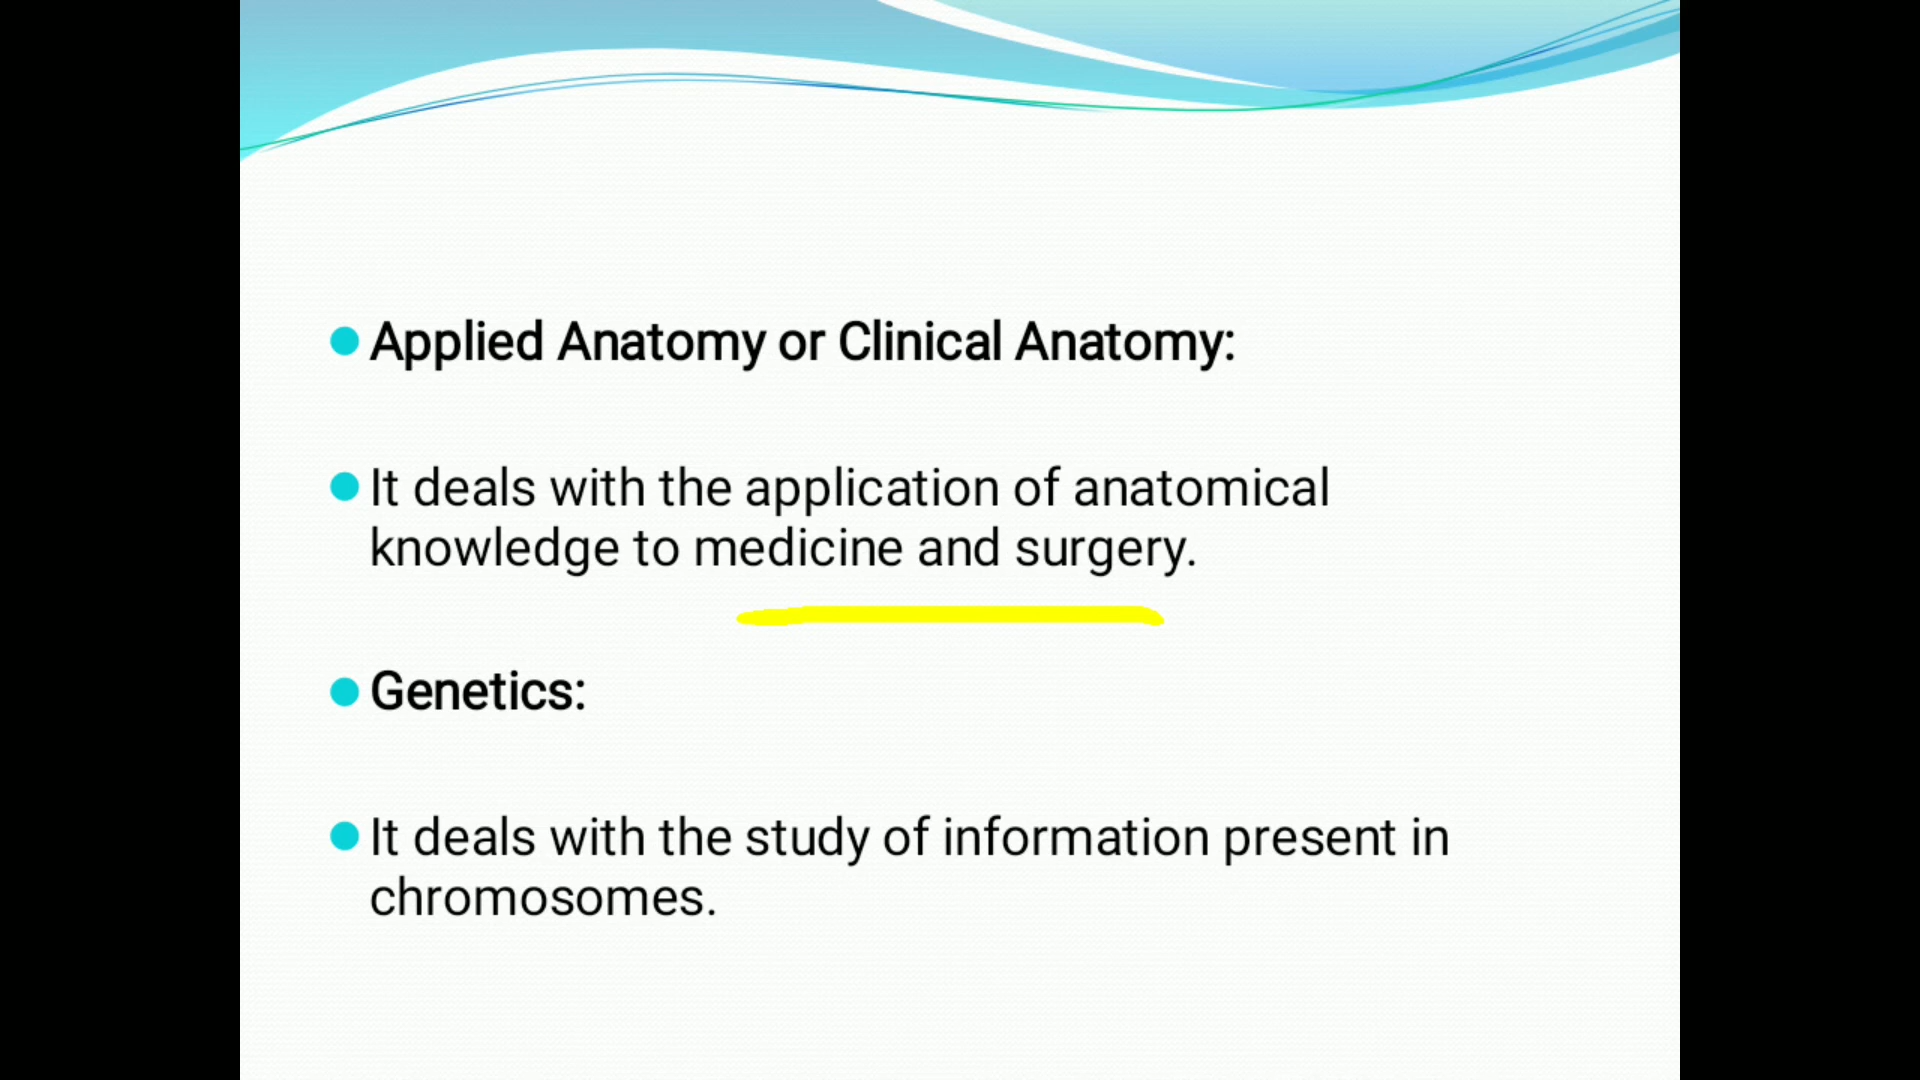 Applied Anatomy or Clinical Anatomy:
It deals with the application of anatomical
knowledge to medicine and surgery.
Genetics:
It deals with the study of information present in
chromosomes.